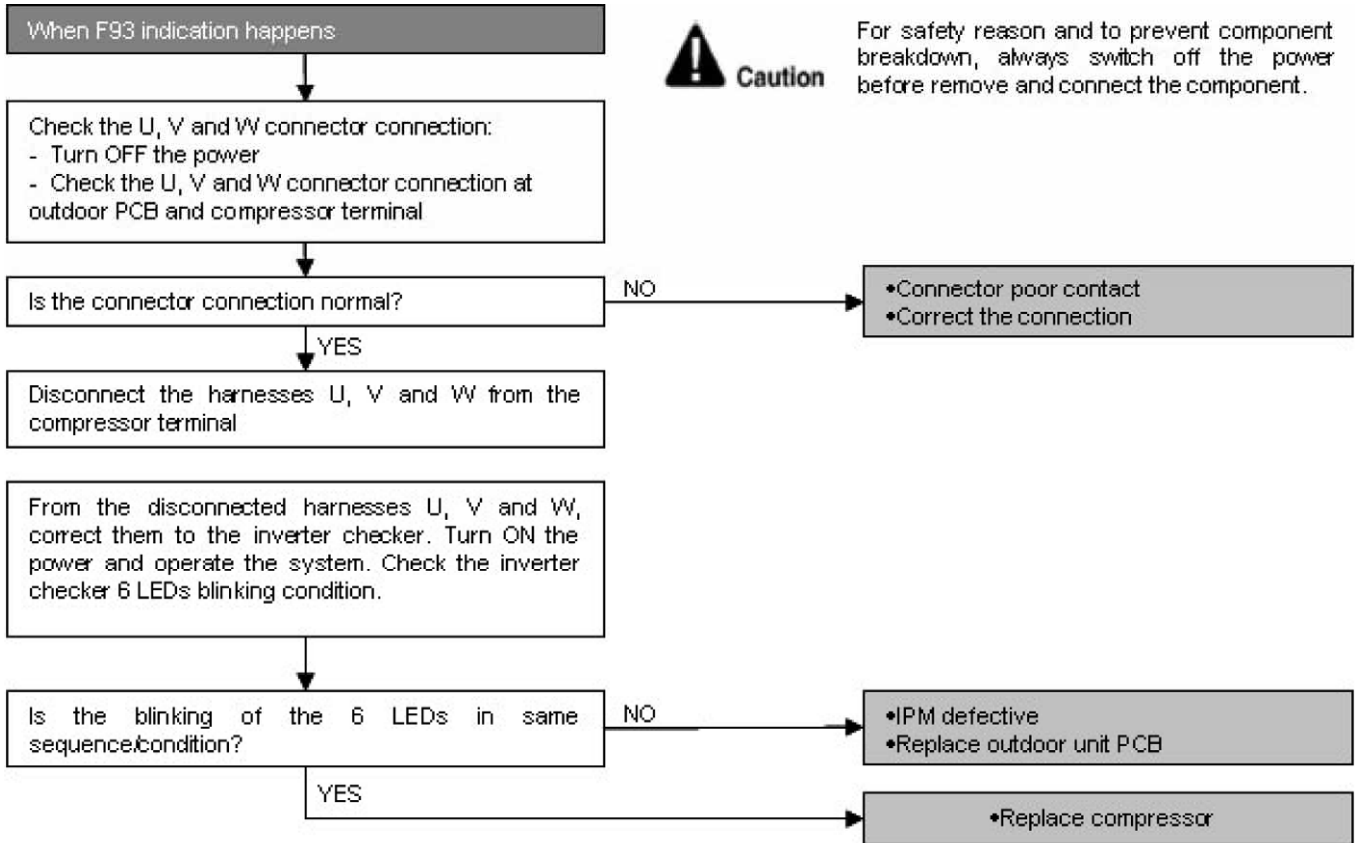 When F93 indication happens
Caution
For safety reason and to prevent component
breakdown, always switch off the power
before remove and connect the component.
Check the U, V and W connector connection:
- Turn OFF the power
- Check the U, V and W connector connection at
outdoor PCB and compressor terminal
Is the connector connection normal?
NO
•Connector poor contact
•Correct the connection
YES
Disconnect the harnesses U, V and W from the
compressor terminal
From the disconnected harnesses U, V and W,
correct them to the inverter checker. Turn ON the
power and operate the system. Check the inverter
checker 6 LEDs blinking condition.
Is the blinking of the 6 LEDs in same
sequence/condition?
NO
•IPM defective
•Replace outdoor unit PCB
YES
•Replace compressor